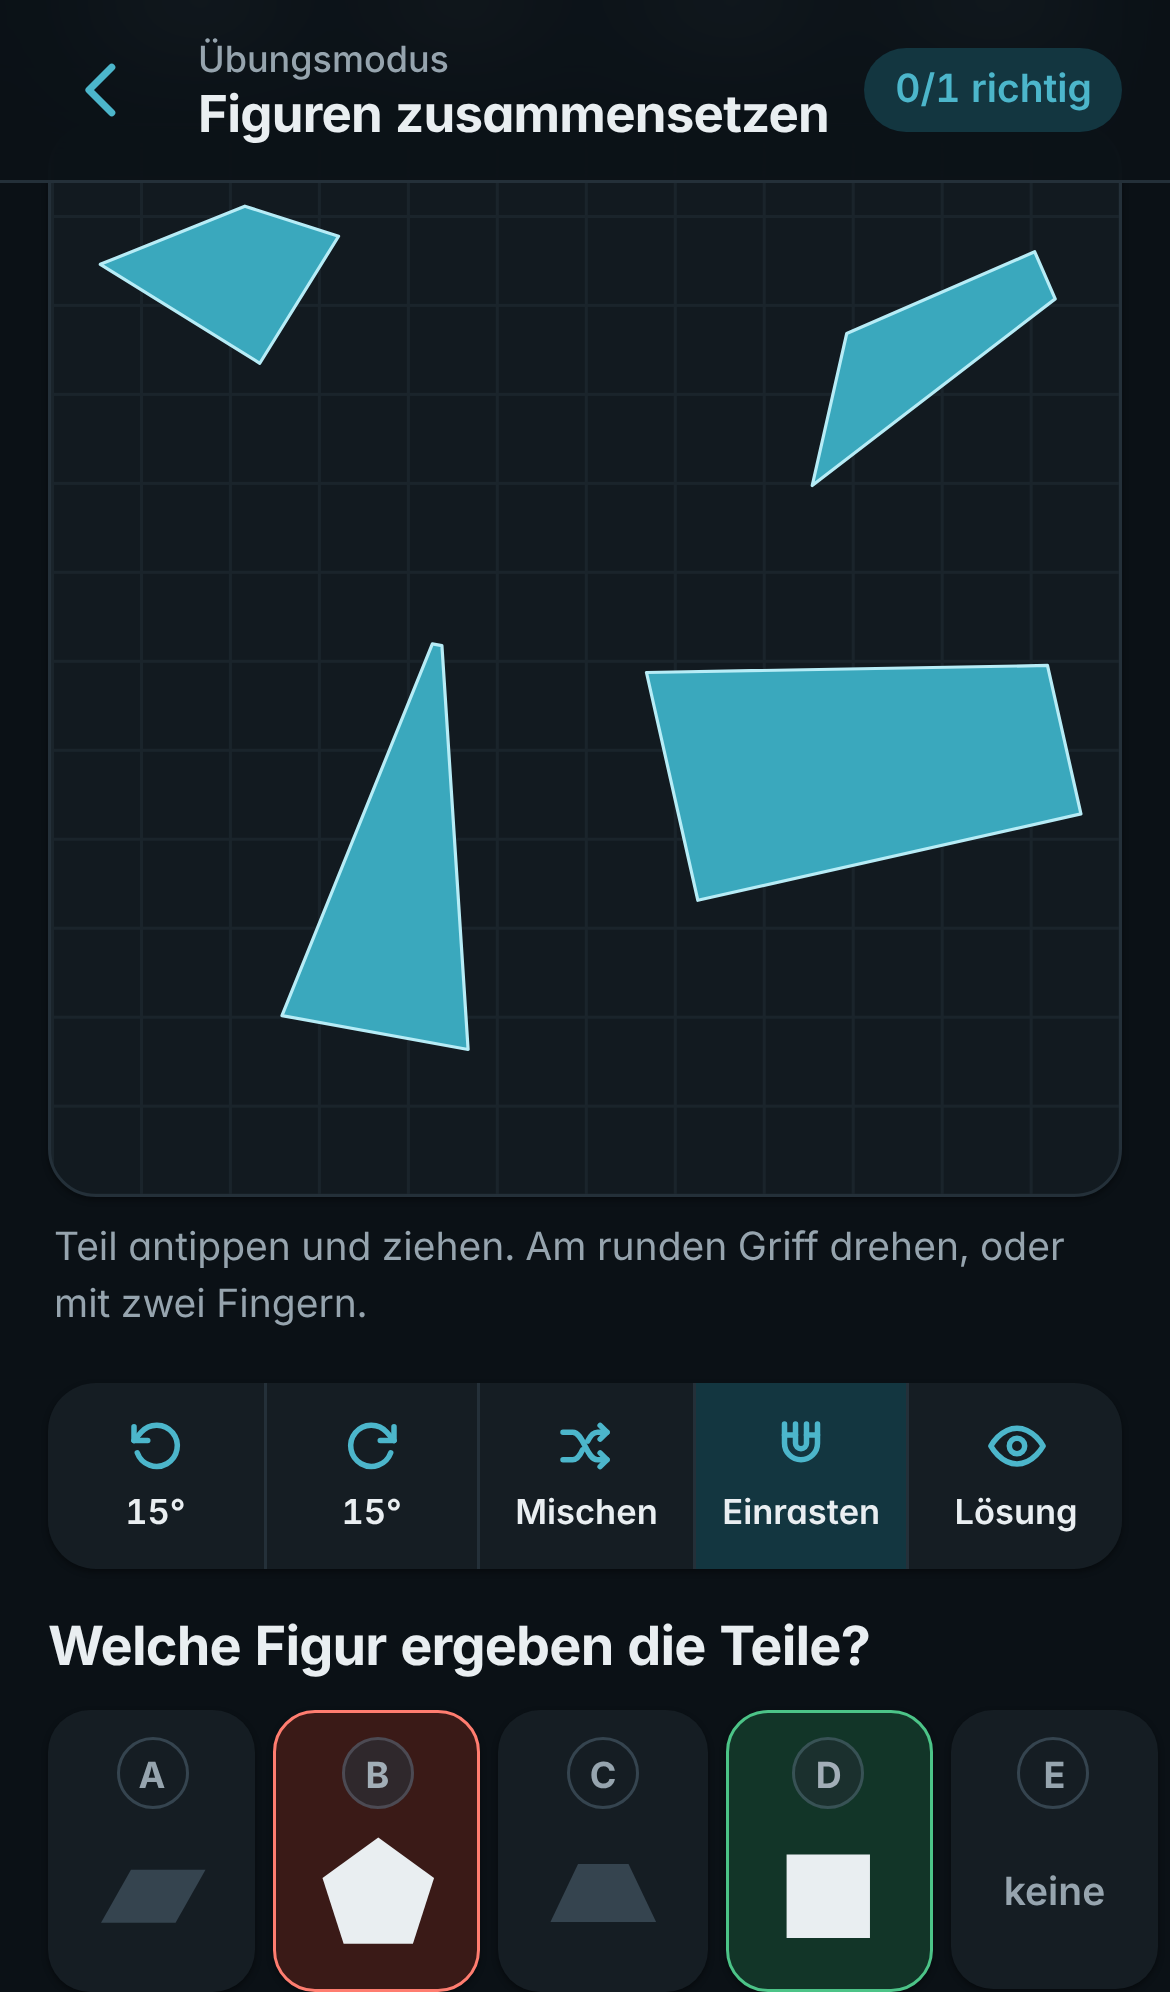 Übungsmodus
Figuren zusammensetzen
0/1 richtig
Teil antippen und ziehen. Am runden Griff drehen, oder
mit zwei Fingern.
15°
15°
Mischen
Einrasten
Lösung
Welche Figur ergeben die Teile?
A
B
C
D
E
keine